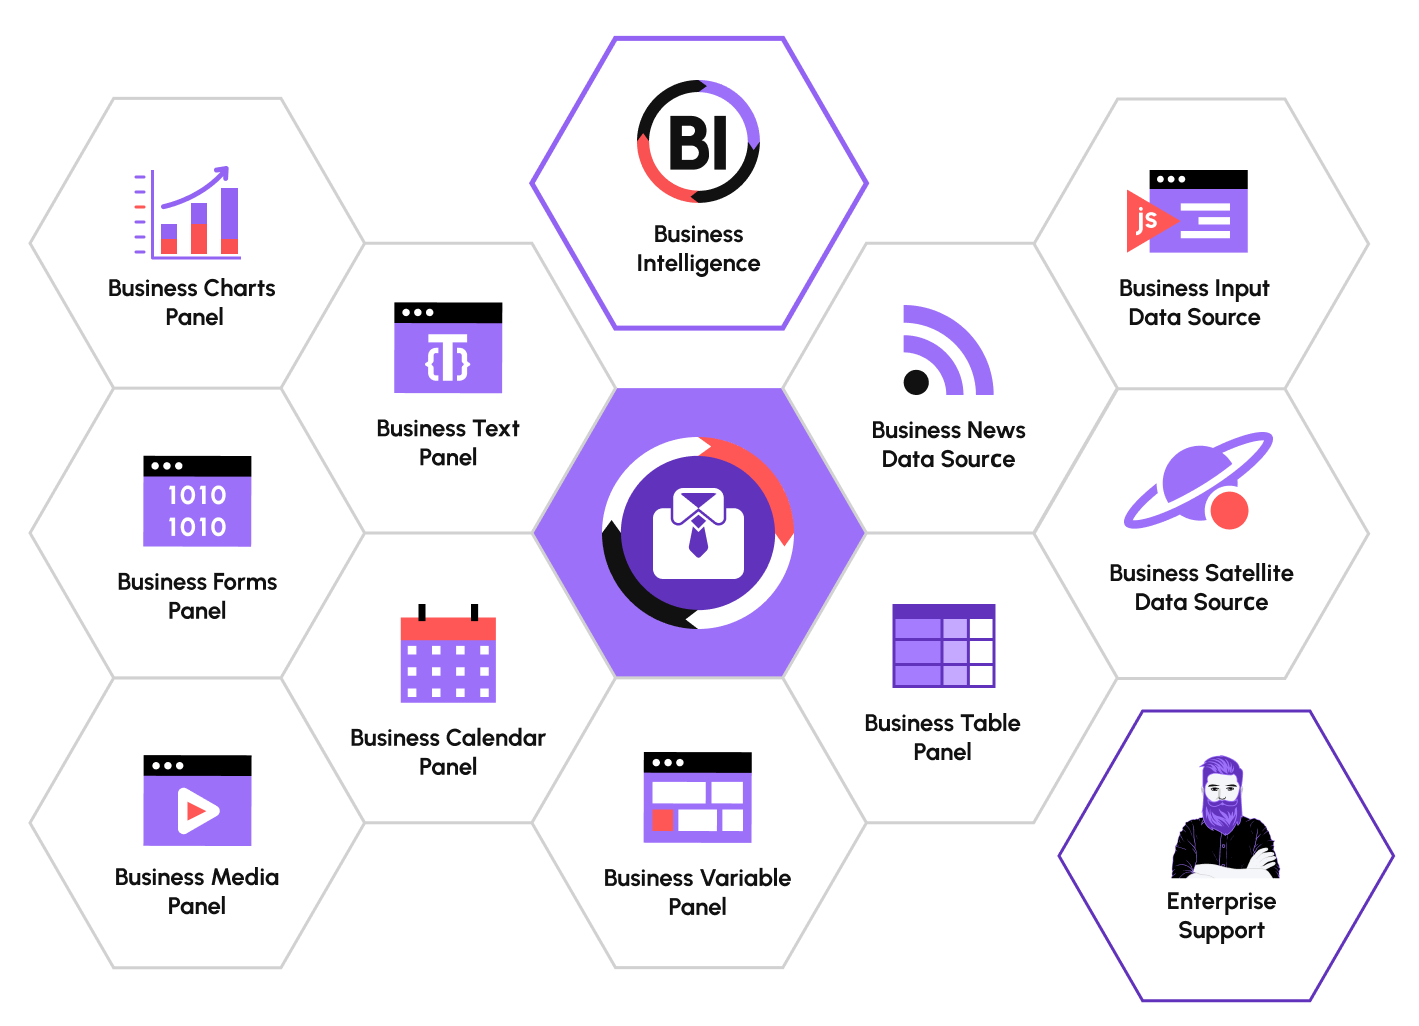 BI
Business
Intelligence
Business Charts
Panel
js
Business Input
Data Source
{T}
Business Text
Panel
Business News
Data Source
1010
1010
Business Forms
Panel
Business Satellite
Data Source
Business Calendar
Panel
Business Table
Panel
Business Media
Panel
Business Variable
Panel
Enterprise
Support